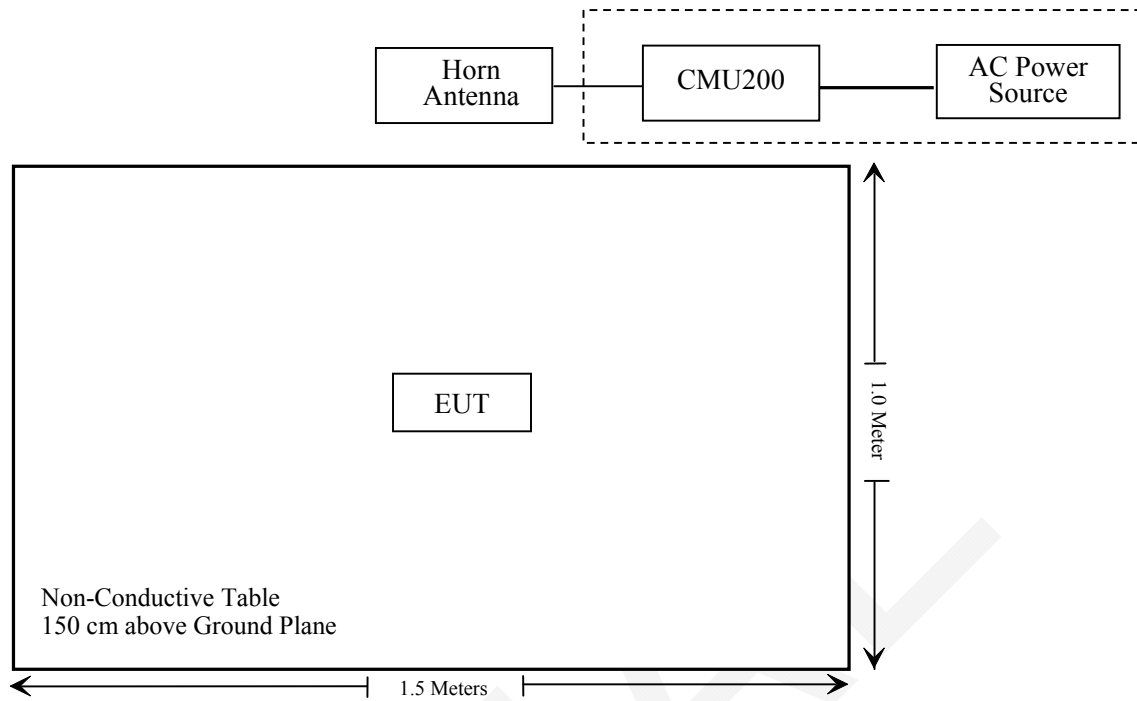 Horn
Antenna
CMU200
AC Power
Source
EUT
1.0 Meter
Non-Conductive Table
150 cm above Ground Plane
1.5 Meters